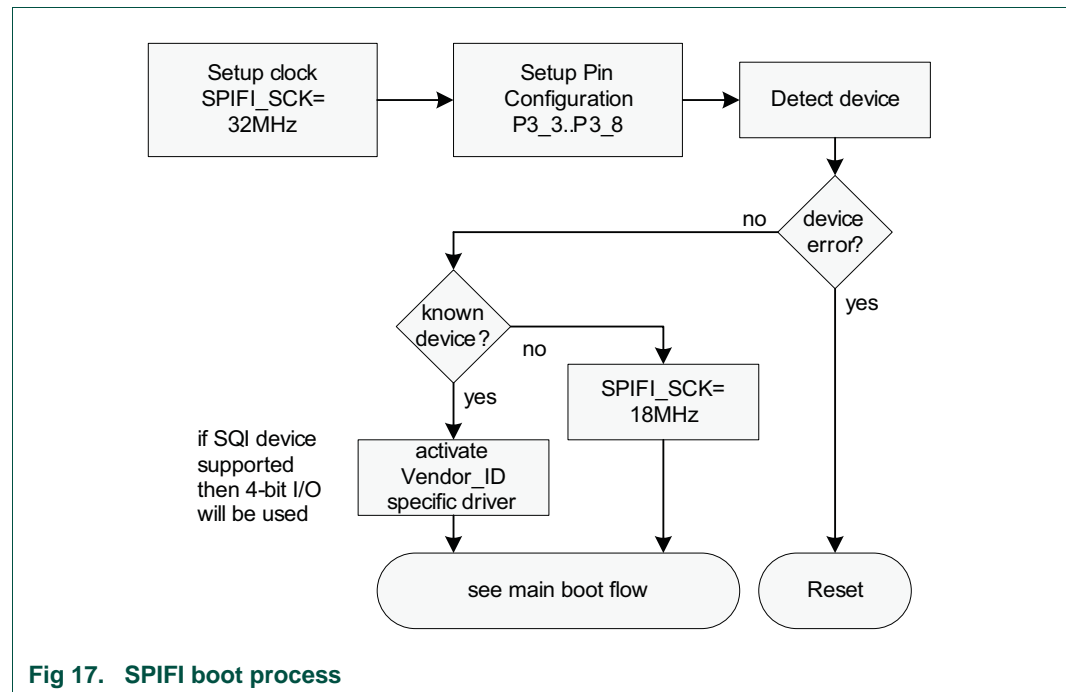 Setup clock
SPIFI_SCK=
32MHz
Setup Pin
Configuration
P3_3..P3_8
Detect device
device
error?
no
yes
known
device?
no
yes
SPIFI_SCK=
18MHz
if SQI device
supported
then 4-bit I/O
will be used
activate
Vendor_ID
specific driver
see main boot flow
Reset
Fig 17. SPIFI boot process